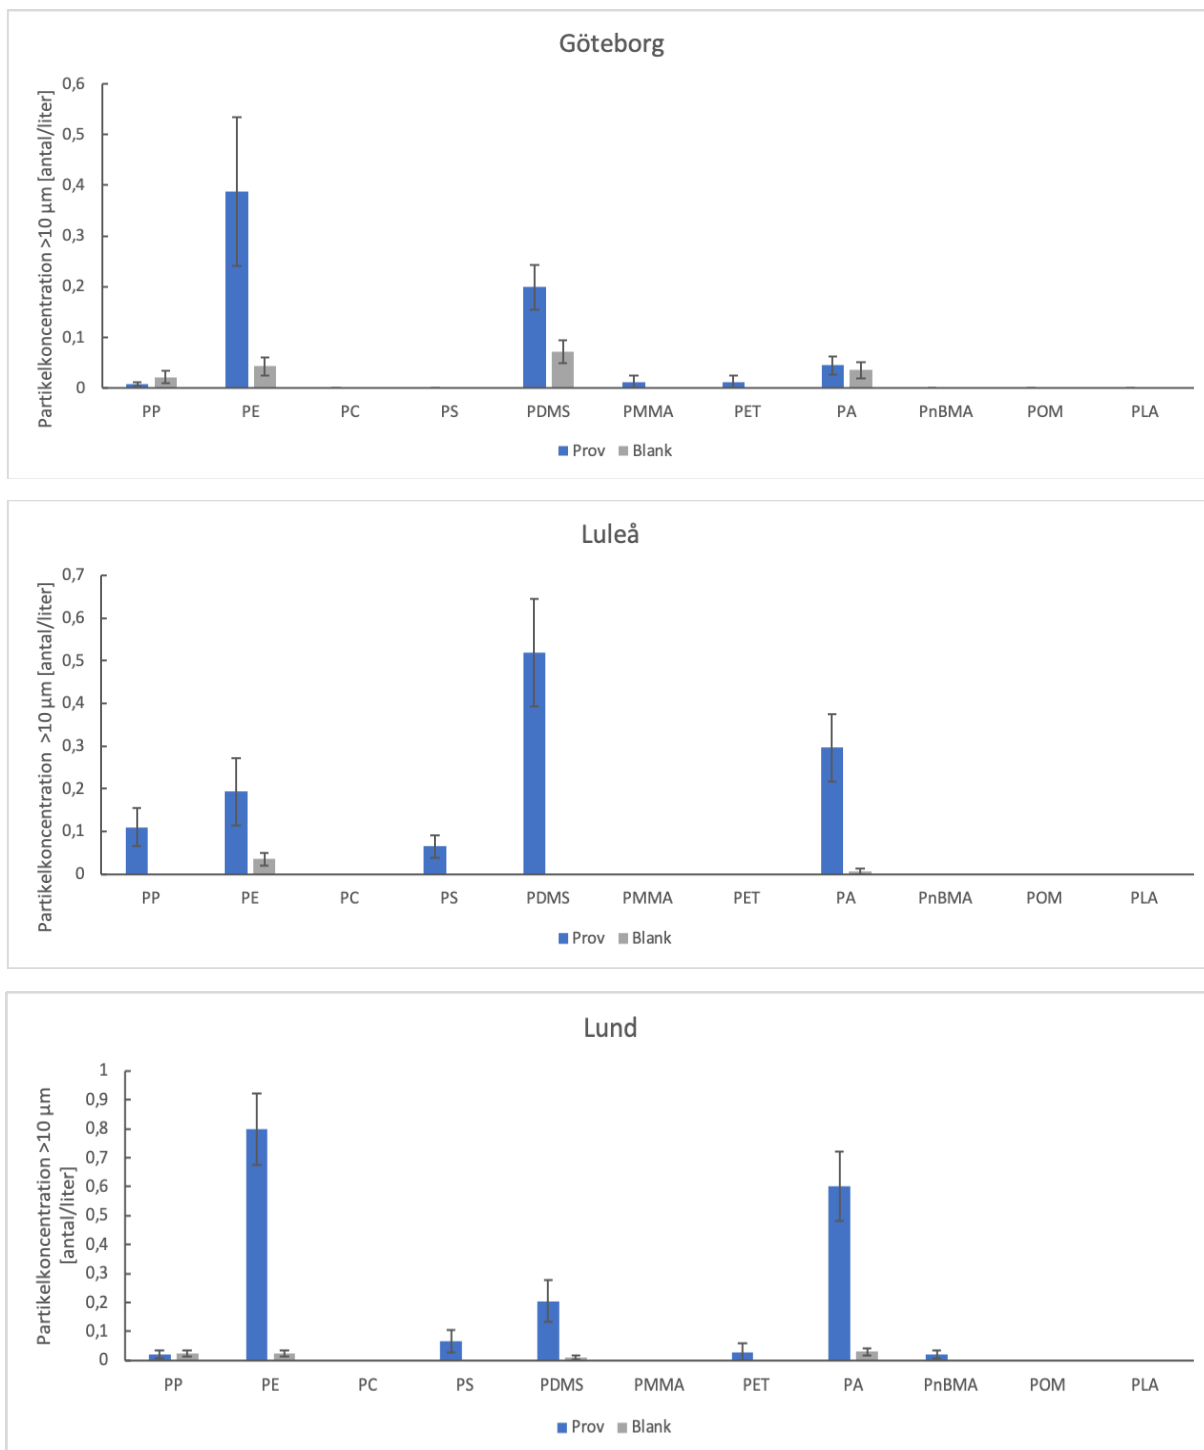 Göteborg
Partikelkoncentration >10 µm [antal/liter]
0,6
0,5
0,4
0,3
0,2
0,1
0
PP PE PC PS PDMS PMMA PET PA PnBMA POM PLA
Prov Blank
Luleå
Partikelkoncentration >10 µm [antal/liter]
0,7
0,6
0,5
0,4
0,3
0,2
0,1
0
PP PE PC PS PDMS PMMA PET PA PnBMA POM PLA
Prov Blank
Lund
Partikelkoncentration >10 µm
[antal/liter]
1
0,9
0,8
0,7
0,6
0,5
0,4
0,3
0,2
0,1
0
PP PE PC PS PDMS PMMA PET PA PnBMA POM PLA
Prov Blank